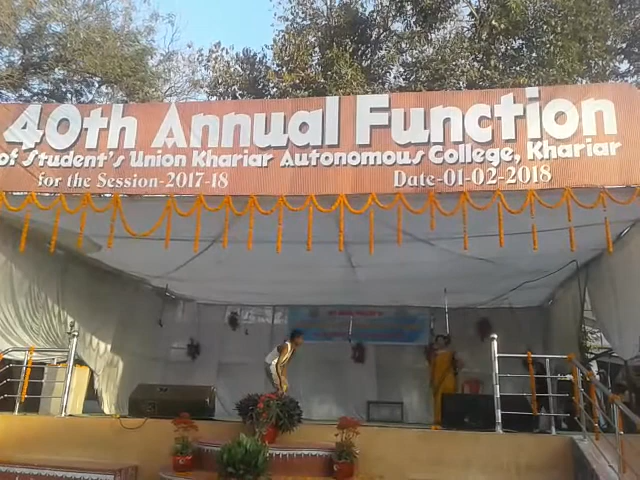 40th Annual Function
of Student's Union Khariar Autonomous College, Khariar
for the Session-2017-18 Date-01-02-2018